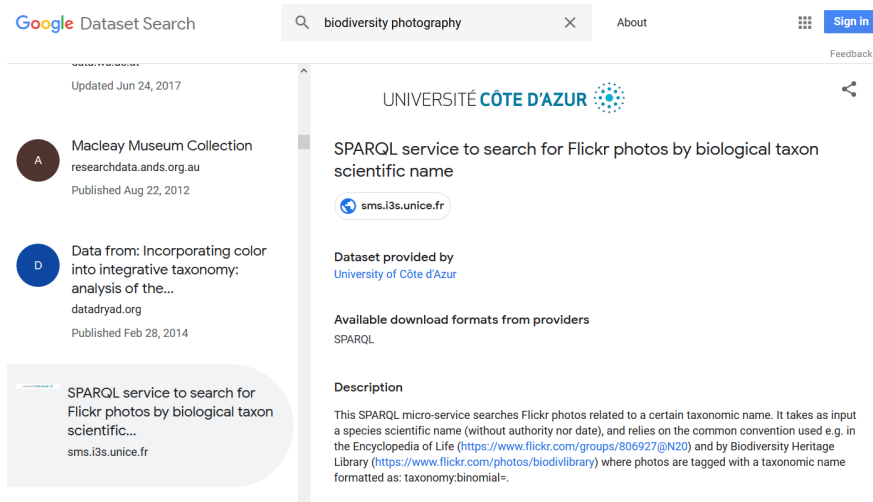 Google Dataset Search
biodiversity photography
About
Sign in
Feedback
Updated Jun 24, 2017
A
Macleay Museum Collection
researchdata.ands.org.au
Published Aug 22, 2012
D
Data from: Incorporating color
into integrative taxonomy:
analysis of the...
datadryad.org
Published Feb 28, 2014
SPARQL service to search for
Flickr photos by biological taxon
scientific...
sms.i3s.unice.fr
UNIVERSITÉ CÔTE D'AZUR
SPARQL service to search for Flickr photos by biological taxon
scientific name
sms.i3s.unice.fr
Dataset provided by
University of Côte d'Azur
Available download formats from providers
SPARQL
Description
This SPARQL micro-service searches Flickr photos related to a certain taxonomic name. It takes as input
a species scientific name (without authority nor date), and relies on the common convention used e.g. in
the Encyclopedia of Life (https://www.flickr.com/groups/806927@N20) and by Biodiversity Heritage
Library (https://www.flickr.com/photos/biodivlibrary) where photos are tagged with a taxonomic name
formatted as: taxonomy:binomial=.